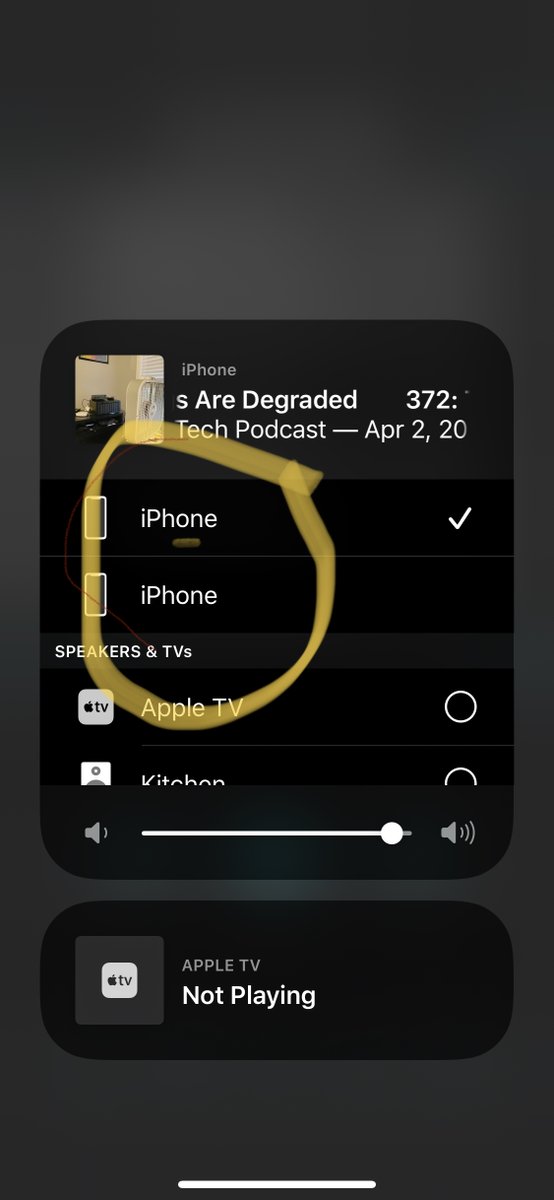 iPhone
s Are Degraded 372:
Tech Podcast — Apr 2, 20
iPhone
iPhone
SPEAKERS & TVs
tv Apple TV
Kitchen
APPLE TV
tv
Not Playing